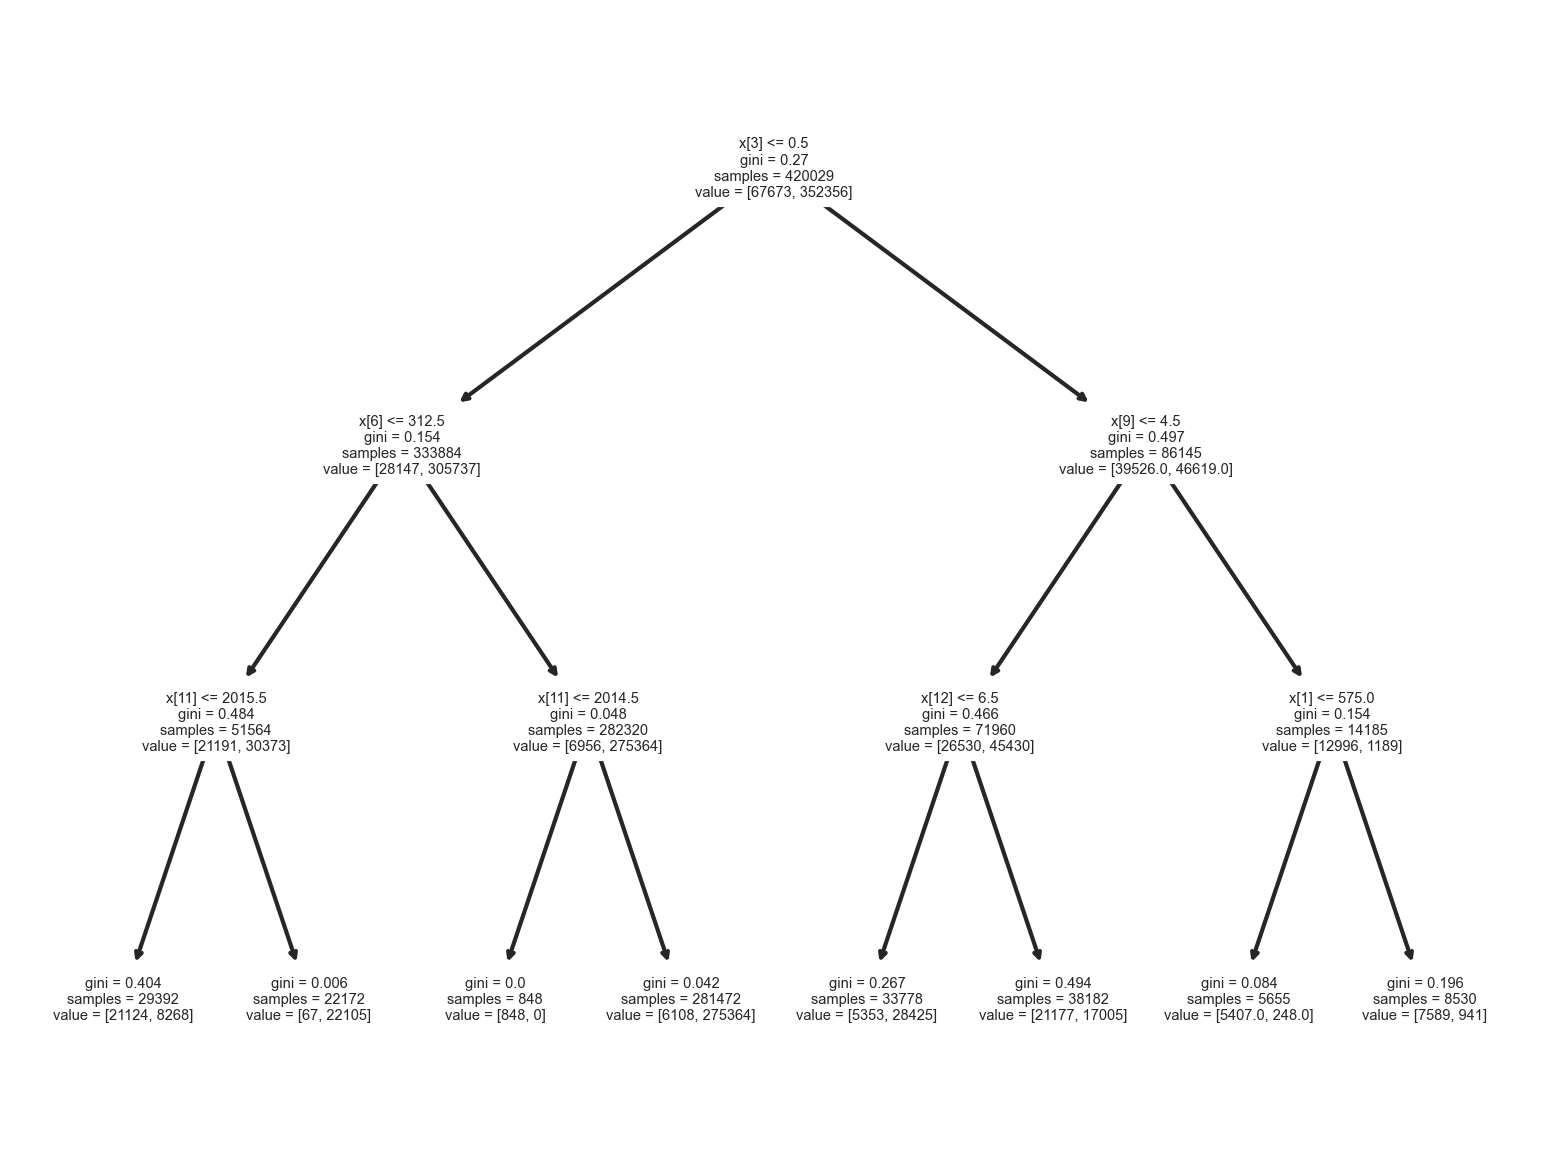 x[3] <= 0.5
gini = 0.27
samples = 420029
value = [67673, 352356]
x[6] <= 312.5
gini = 0.154
samples = 333884
value = [28147, 305737]
x[9] <= 4.5
gini = 0.497
samples = 86145
value = [39526.0, 46619.0]
x[11] <= 2015.5
gini = 0.484
samples = 51564
value = [21191, 30373]
x[11] <= 2014.5
gini = 0.048
samples = 282320
value = [6956, 275364]
x[12] <= 6.5
gini = 0.466
samples = 71960
value = [26530, 45430]
x[1] <= 575.0
gini = 0.154
samples = 14185
value = [12996, 1189]
gini = 0.404
samples = 29392
value = [21124, 8268]
gini = 0.006
samples = 22172
value = [67, 22105]
gini = 0.0
samples = 848
value = [848, 0]
gini = 0.042
samples = 281472
value = [6108, 275364]
gini = 0.267
samples = 33778
value = [5353, 28425]
gini = 0.494
samples = 38182
value = [21177, 17005]
gini = 0.084
samples = 5655
value = [5407.0, 248.0]
gini = 0.196
samples = 8530
value = [7589, 941]